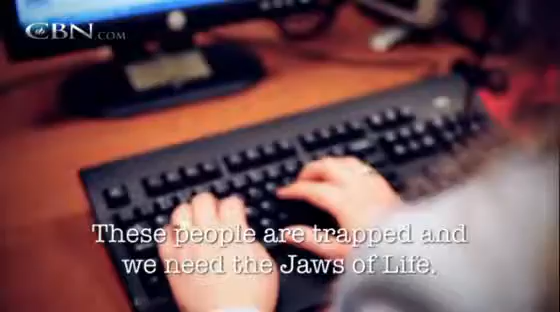 CBN.COM
These people are trapped and
we need the Jaws of Life.